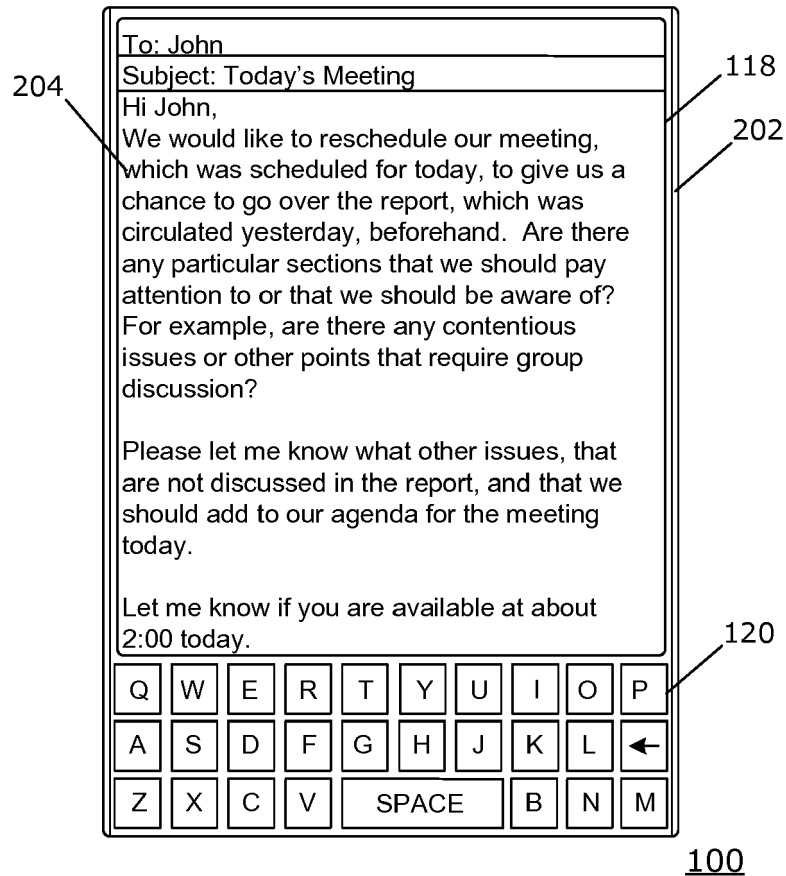 To: John
Subject: Today's Meeting
118
204
Hi John,
202
We would like to reschedule our meeting,
which was scheduled for today, to give us a
chance to go over the report, which was
circulated yesterday, beforehand.  Are there
any particular sections that we should pay
attention to or that we should be aware of?
For example, are there any contentious
issues or other points that require group
discussion?
Please let me know what other issues, that
are not discussed in the report, and that we
should add to our agenda for the meeting
today.
Let me know if you are available at about
2:00 today.
120
Q W E R T Y U I O P
A S D F G H J K L ←
Z X C V SPACE B N M
100